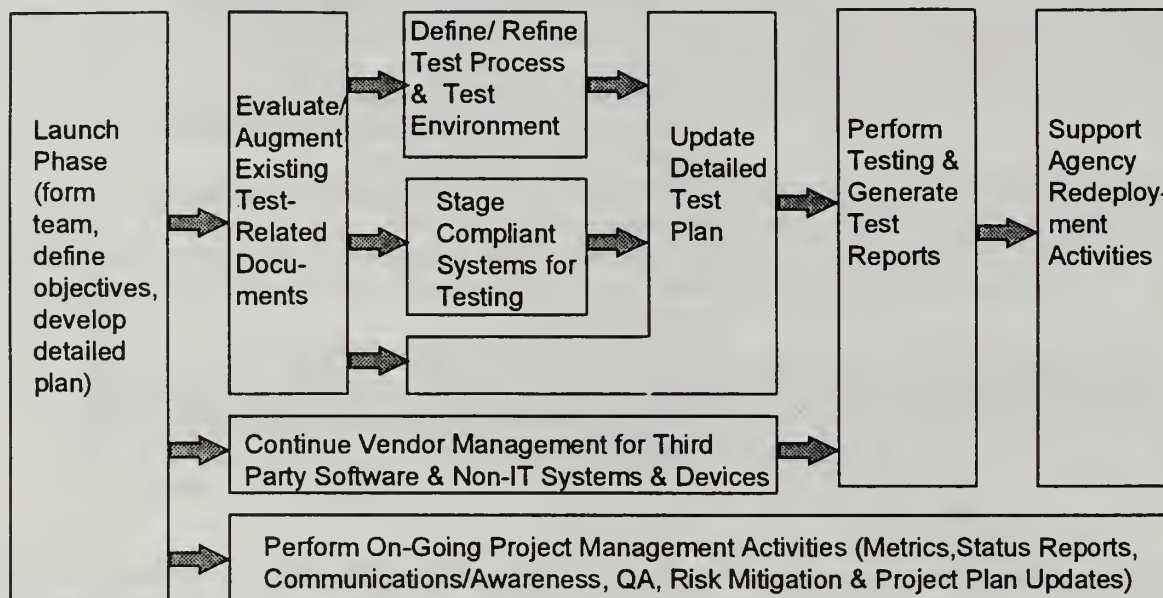 Launch
Phase
(form
team,
define
objectives,
develop
detailed
plan)
Evaluate/
Augment
Existing
Test-
Related
Docu-
ments
Define/ Refine
Test Process
& Test
Environment
Stage
Compliant
Systems for
Testing
Update
Detailed
Test
Plan
Perform
Testing &
Generate
Test
Reports
Support
Agency
Redeploy-
ment
Activities
Continue Vendor Management for Third
Party Software & Non-IT Systems & Devices
Perform On-Going Project Management Activities (Metrics,Status Reports,
Communications/Awareness, QA, Risk Mitigation & Project Plan Updates)